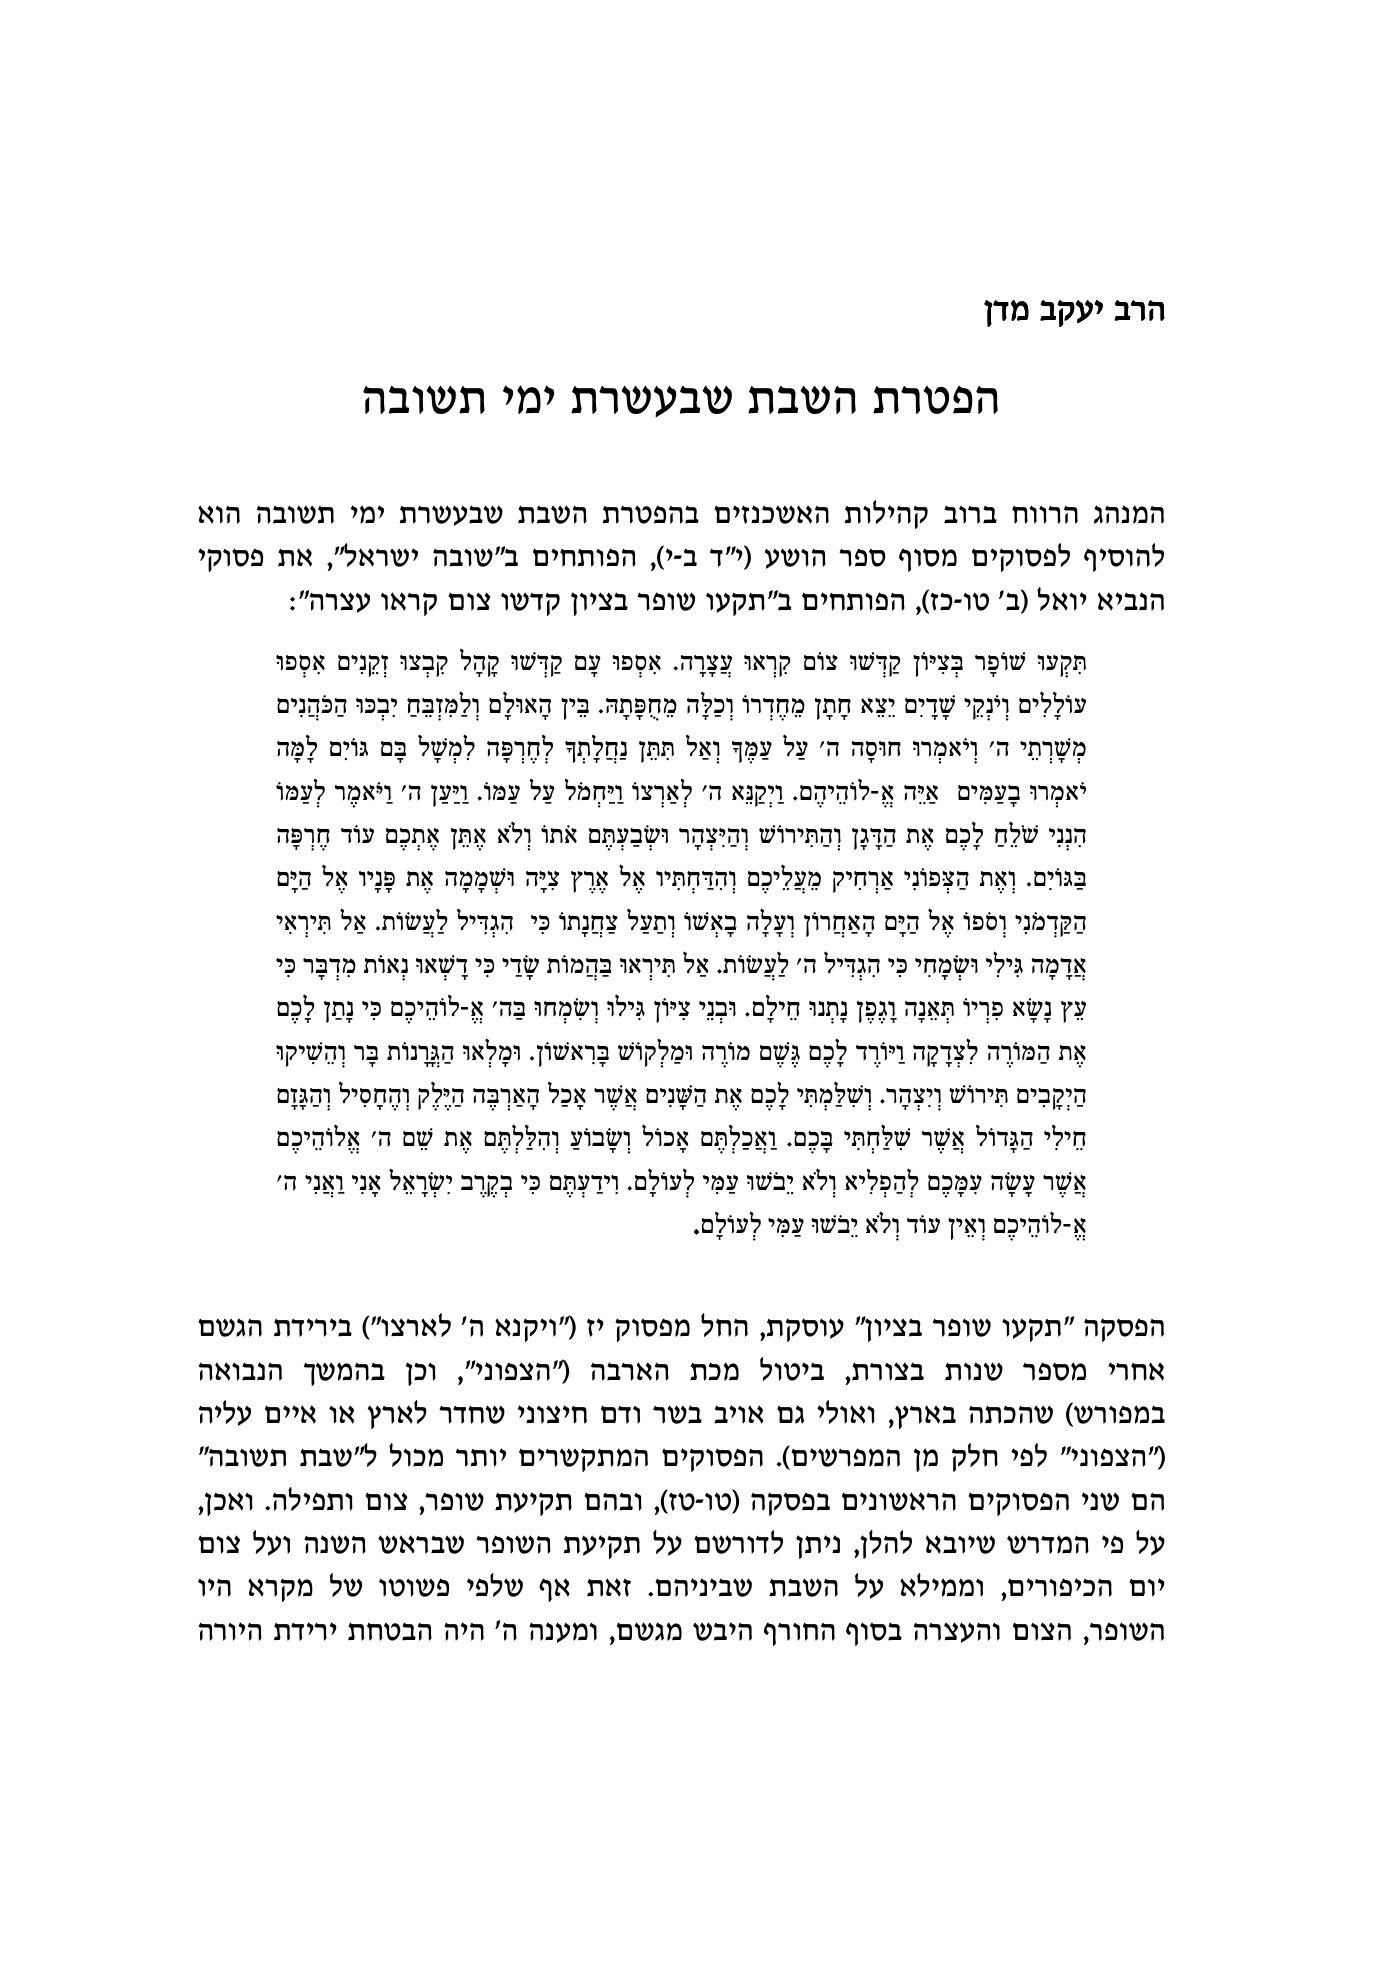 הרב יעקב מדן
הפטרת השבת שבעשרת ימי תשובה
המנהג הרווח ברוב קהילות האשכנזים בהפטרת השבת שבעשרת ימי תשובה הוא
להוסיף לפסוקים מסוף ספר הושע (י"ד ב-י), הפותחים ב"שובה ישראל", את פסוקי
הנביא יואל (ב' טו-כז), הפותחים ב"תקעו שופר בציון קדשו צום קראו עצרה":
תִּקְעוּ שׁוֹפָר בְּצִיּוֹן קַדְּשׁוּ צוֹם קִרְאוּ עֲצָרָה. אִסְפוּ עָם קַדְּשׁוּ קָהָל קִבְצוּ זְקֵנִים אִסְפוּ
עוֹלָלִים וְיֹנְקֵי שָׁדָיִם יֵצֵא חָתָן מֵחֶדְרוֹ וְכַלָּה מֵחֻפָּתָהּ. בֵּין הָאוּלָם וְלַמִּזְבֵּחַ יִבְכּוּ הַכֹּהֲנִים
מְשָׁרְתֵי ה' וְיֹאמְרוּ חוּסָה ה' עַל עַמֶּךָ וְאַל תִּתֵּן נַחֲלָתְךָ לְחֶרְפָּה לִמְשָׁל בָּם גּוֹיִם לָמָּה
יֹאמְרוּ בָעַמִּים אַיֵּה אֱ-לוֹהֵיהֶם. וַיְקַנֵּא ה' לְאַרְצוֹ וַיַּחְמֹל עַל עַמּוֹ. וַיַּעַן ה' וַיֹּאמֶר לְעַמּוֹ
הִנְנִי שֹׁלֵחַ לָכֶם אֶת הַדָּגָן וְהַתִּירוֹשׁ וְהַיִּצְהָר וּשְׂבַעְתֶּם אֹתוֹ וְלֹא אֶתֵּן אֶתְכֶם עוֹד חֶרְפָּה
בַּגּוֹיִם. וְאֶת הַצְּפוֹנִי אַרְחִיק מֵעֲלֵיכֶם וְהִדַּחְתִּיו אֶל אֶרֶץ צִיָּה וּשְׁמָמָה אֶת פָּנָיו אֶל הַיָּם
הַקַּדְמֹנִי וְסֹפוֹ אֶל הַיָּם הָאַחֲרוֹן וְעָלָה בָאְשׁוֹ וְתַעַל צַחֲנָתוֹ כִּי הִגְדִּיל לַעֲשׂוֹת. אַל תִּירְאִי
אֲדָמָה גִּילִי וּשְׂמָחִי כִּי הִגְדִּיל ה' לַעֲשׂוֹת. אַל תִּירְאוּ בַּהֲמוֹת שָׂדַי כִּי דָשְׁאוּ נְאוֹת מִדְבָּר כִּי
עֵץ נָשָׂא פִרְיוֹ תְּאֵנָה וָגֶפֶן נָתְנוּ חֵילָם. וּבְנֵי צִיּוֹן גִּילוּ וְשִׂמְחוּ בַּה' אֱ-לוֹהֵיכֶם כִּי נָתַן לָכֶם
אֶת הַמּוֹרֶה לִצְדָקָה וַיּוֹרֶד לָכֶם גֶּשֶׁם מוֹרֶה וּמַלְקוֹשׁ בָּרִאשׁוֹן. וּמָלְאוּ הַגֳּרָנוֹת בָּר וְהֵשִׁיקוּ
הַיְקָבִים תִּירוֹשׁ וְיִצְהָר. וְשִׁלַּמְתִּי לָכֶם אֶת הַשָּׁנִים אֲשֶׁר אָכַל הָאַרְבֶּה הַיֶּלֶק וְהֶחָסִיל וְהַגָּזָם
חֵילִי הַגָּדוֹל אֲשֶׁר שִׁלַּחְתִּי בָּכֶם. וַאֲכַלְתֶּם אָכוֹל וְשָׂבוֹעַ וְהִלַּלְתֶּם אֶת שֵׁם ה' אֱלוֹהֵיכֶם
אֲשֶׁר עָשָׂה עִמָּכֶם לְהַפְלִיא וְלֹא יֵבֹשׁוּ עַמִּי לְעוֹלָם. וִידַעְתֶּם כִּי בְקֶרֶב יִשְׂרָאֵל אָנִי וַאֲנִי ה'
אֱ-לוֹהֵיכֶם וְאֵין עוֹד וְלֹא יֵבֹשׁוּ עַמִּי לְעוֹלָם.
הפסקה "תקעו שופר בציון" עוסקת, החל מפסוק יז ("ויקנא ה' לארצו") בירידת הגשם
אחרי מספר שנות בצורת, ביטול מכת הארבה ("הצפוני", וכן בהמשך הנבואה
במפורש) שהכתה בארץ, ואולי גם אויב בשר ודם חיצוני שחדר לארץ או איים עליה
("הצפוני" לפי חלק מן המפרשים). הפסוקים המתקשרים יותר מכול ל"שבת תשובה"
הם שני הפסוקים הראשונים בפסקה (טו-טז), ובהם תקיעת שופר, צום ותפילה. ואכן,
על פי המדרש שיובא להלן, ניתן לדורשם על תקיעת השופר שבראש השנה ועל צום
יום הכיפורים, וממילא על השבת שביניהם. זאת אף שלפי פשוטו של מקרא היו
השופר, הצום והעצרה בסוף החורף היבש מגשם, ומענה ה' היה הבטחת ירידת היורה